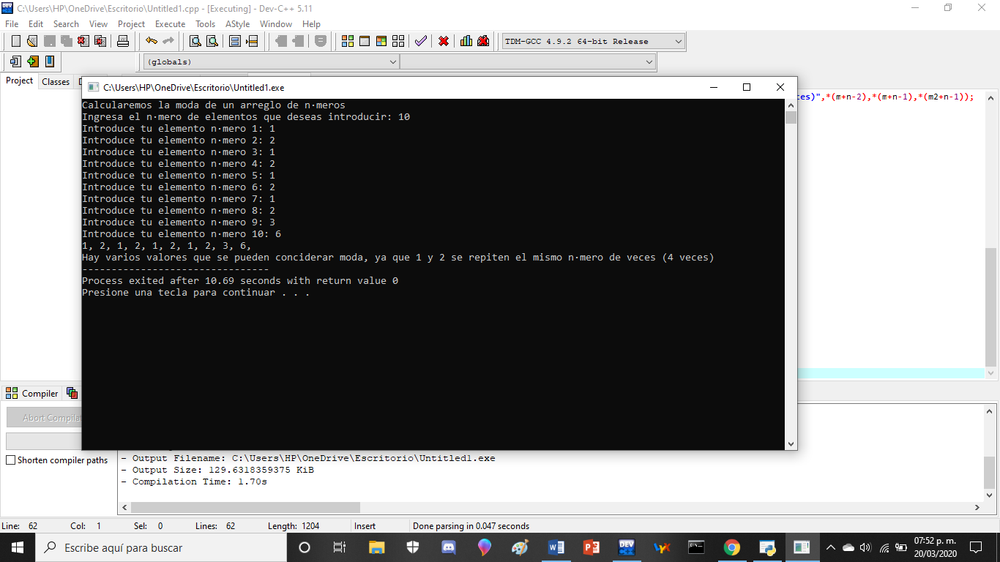 C:\Users\HP\OneDrive\Escritorio\Untitled1.cpp - [Executing] - Dev-C++ 5.11
File Edit Search View Project Execute Tools AStyle Window Help
TDM-GCC 4.9.2 64-bit Release
(globals)
Project Classes
C:\Users\HP\OneDrive\Escritorio\Untitled1.exe
ces)",*(m+n-2),*(m+n-1),*(m2+n-1));
Calcularemos la moda de un arreglo de n·meros
Ingresa el n·mero de elementos que deseas introducir: 10
Introduce tu elemento n·mero 1: 1
Introduce tu elemento n·mero 2: 2
Introduce tu elemento n·mero 3: 1
Introduce tu elemento n·mero 4: 2
Introduce tu elemento n·mero 5: 1
Introduce tu elemento n·mero 6: 2
Introduce tu elemento n·mero 7: 1
Introduce tu elemento n·mero 8: 2
Introduce tu elemento n·mero 9: 3
Introduce tu elemento n·mero 10: 6
1, 2, 1, 2, 1, 2, 1, 2, 3, 6,
Hay varios valores que se pueden conciderar moda, ya que 1 y 2 se repiten el mismo n·mero de veces (4 veces)
--------------------------------
Process exited after 10.69 seconds with return value 0
Presione una tecla para continuar . . .
Compiler
Abort Compilat
Shorten compiler paths
- Output Filename: C:\Users\HP\OneDrive\Escritorio\Untitled1.exe
- Output Size: 129.6318359375 KiB
- Compilation Time: 1.70s
Line: 62 Col: 1 Sel: 0 Lines: 62 Length: 1204 Insert Done parsing in 0.047 seconds
Escribe aquí para buscar
07:52 p. m.
20/03/2020